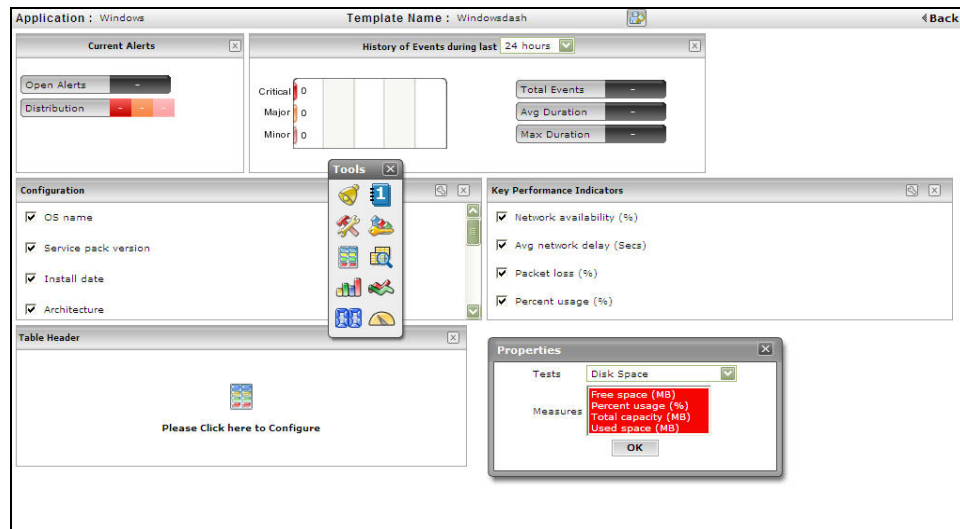 Application : Windows
Template Name : Windowsdash
Back
Current Alerts
Open Alerts -
Distribution - - -
History of Events during last 24 hours
Critical 0
Major 0
Minor 0
Total Events -
Avg Duration -
Max Duration -
Tools
1
Configuration
OS name
Service pack version
Install date
Architecture
Key Performance Indicators
Network availability (%)
Avg network delay (Secs)
Packet loss (%)
Percent usage (%)
Table Header
Please Click here to Configure
Properties
Tests Disk Space
Measures
Free space (MB)
Percent usage (%)
Total capacity (MB)
Used space (MB)
OK